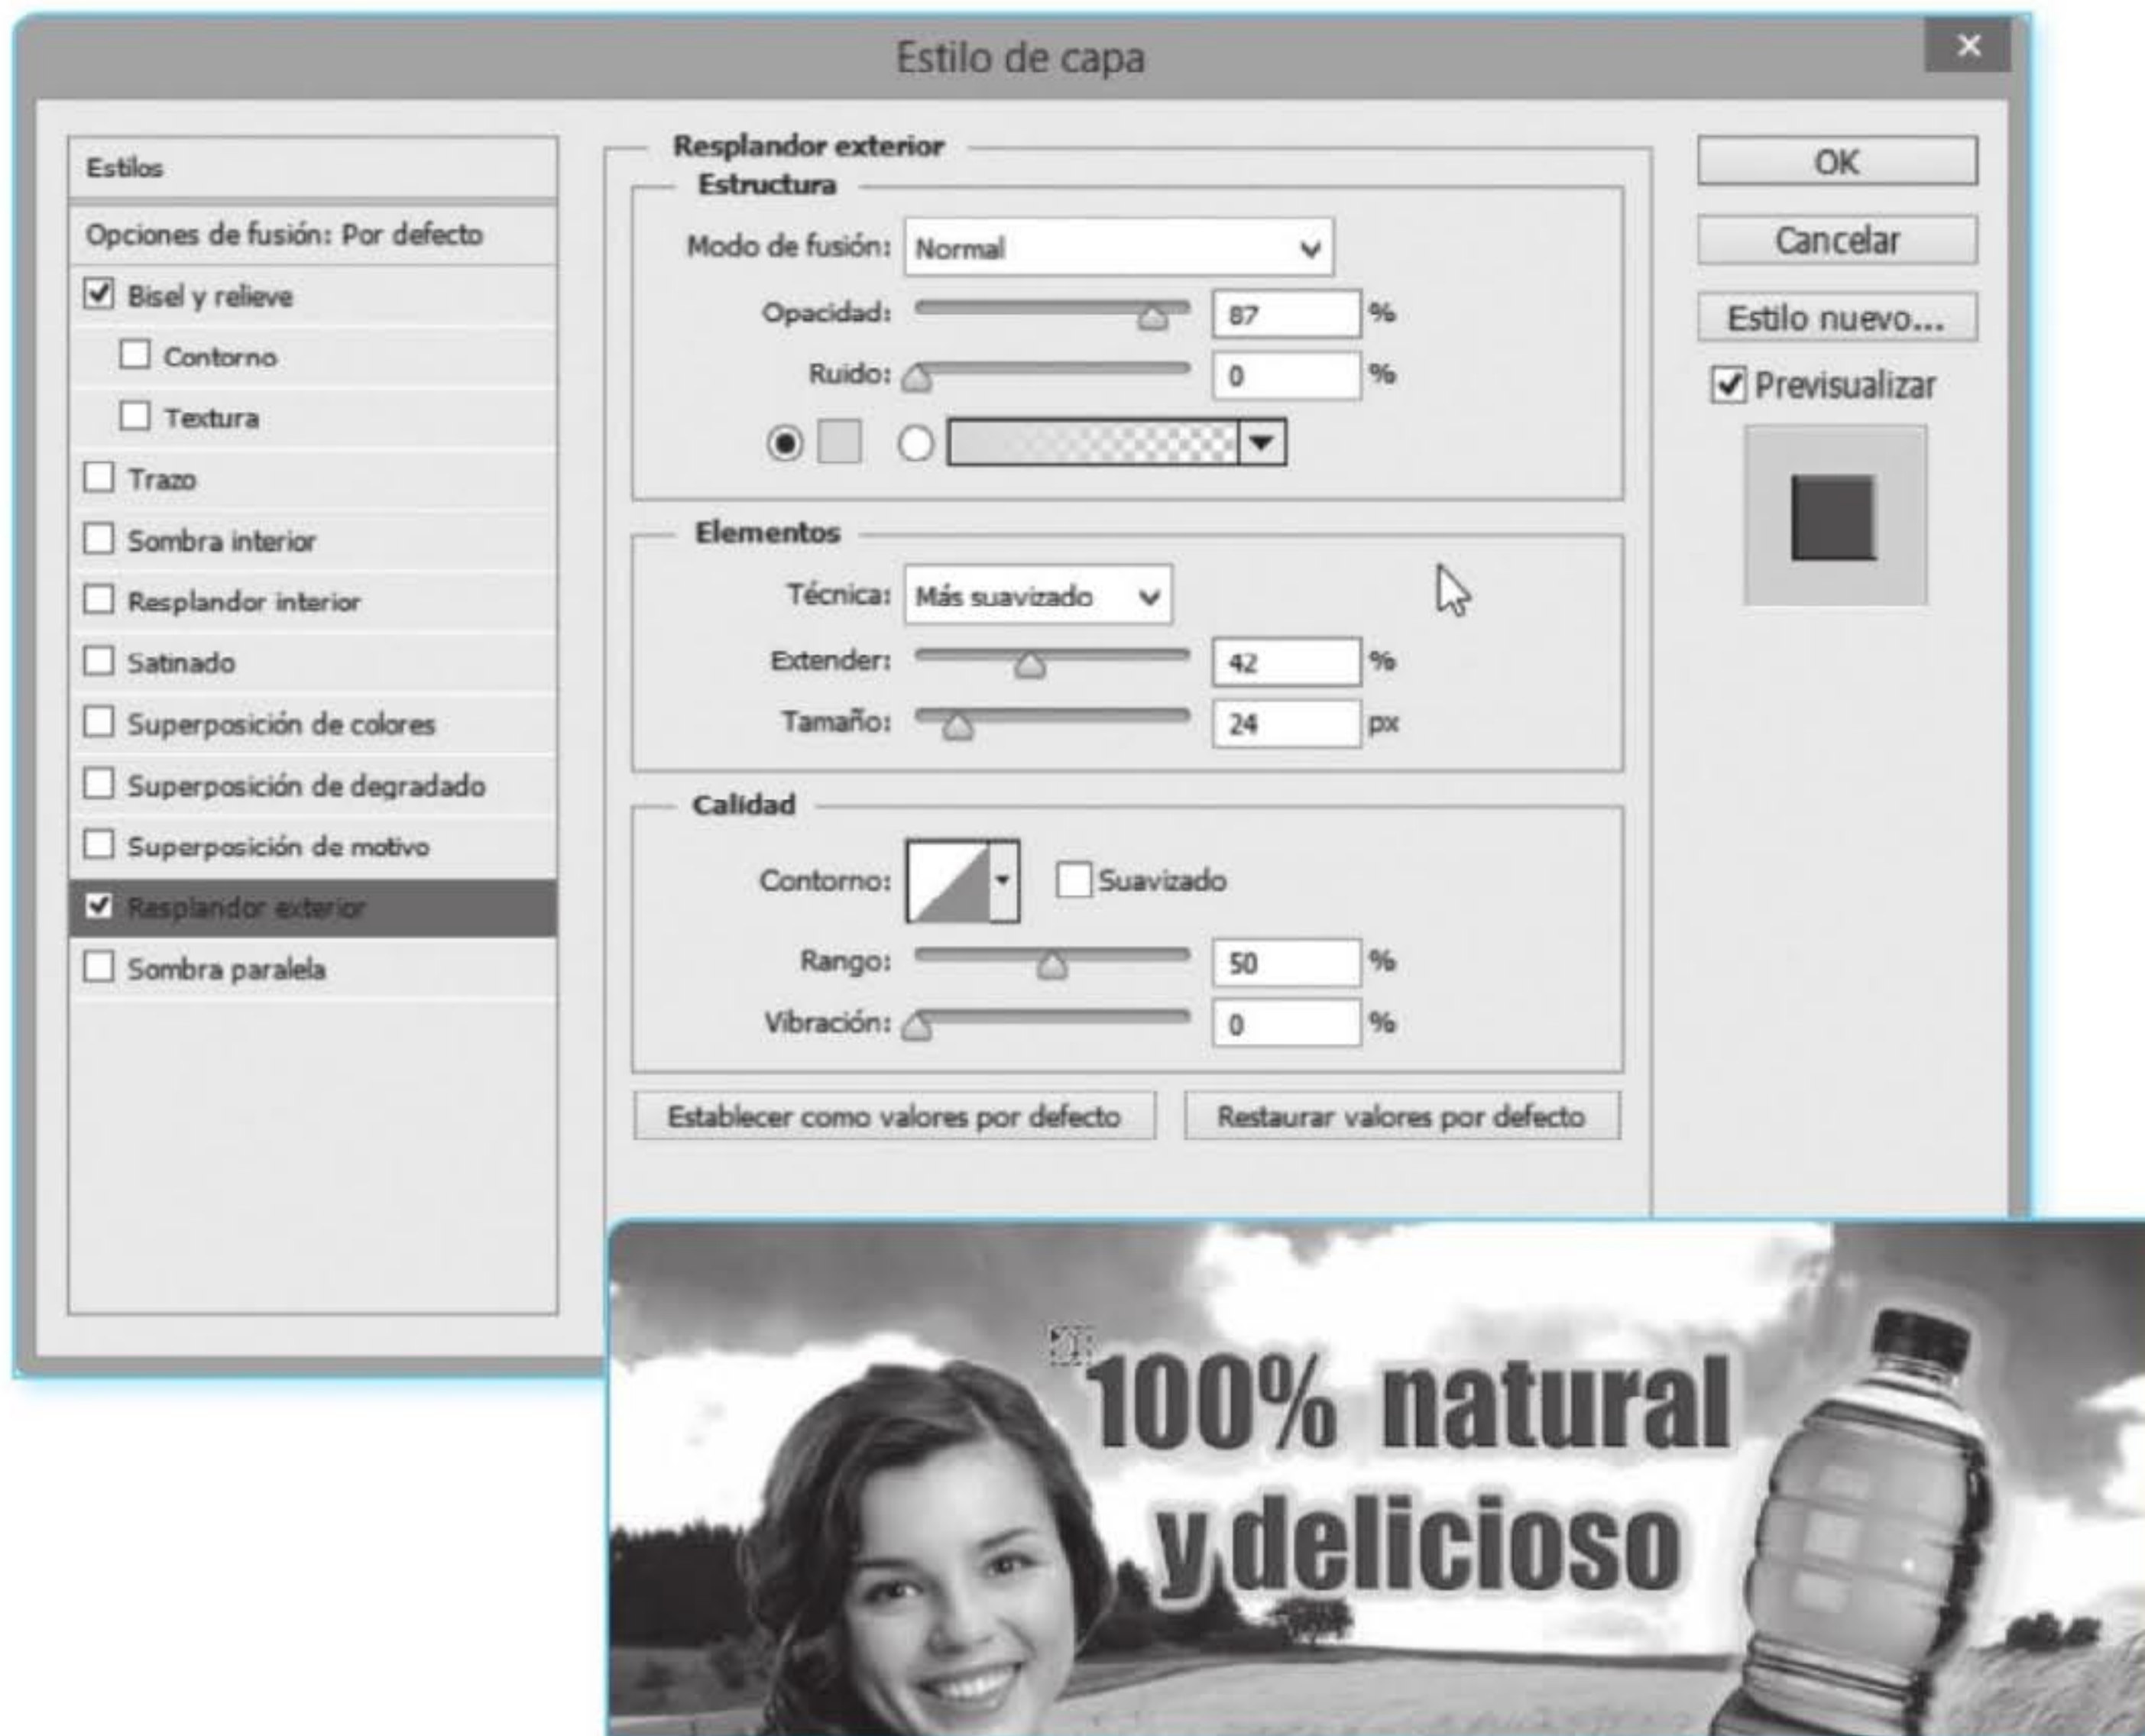 Estilo de capa
Estilos
Opciones de fusión: Por defecto
Bisel y relieve
Contorno
Textura
Trazo
Sombra interior
Resplandor interior
Satinado
Superposición de colores
Superposición de degradado
Superposición de motivo
Resplandor exterior
Sombra paralela
Resplandor exterior
Estructura
Modo de fusión: Normal
Opacidad: 87 %
Ruido: 0 %
Elementos
Técnica: Más suavizado
Extender: 42 %
Tamaño: 24 px
Calidad
Contorno: Suavizado
Rango: 50 %
Vibración: 0 %
Establecer como valores por defecto Restaurar valores por defecto
OK
Cancelar
Estilo nuevo...
Previsualizar
100% natural
y delicioso